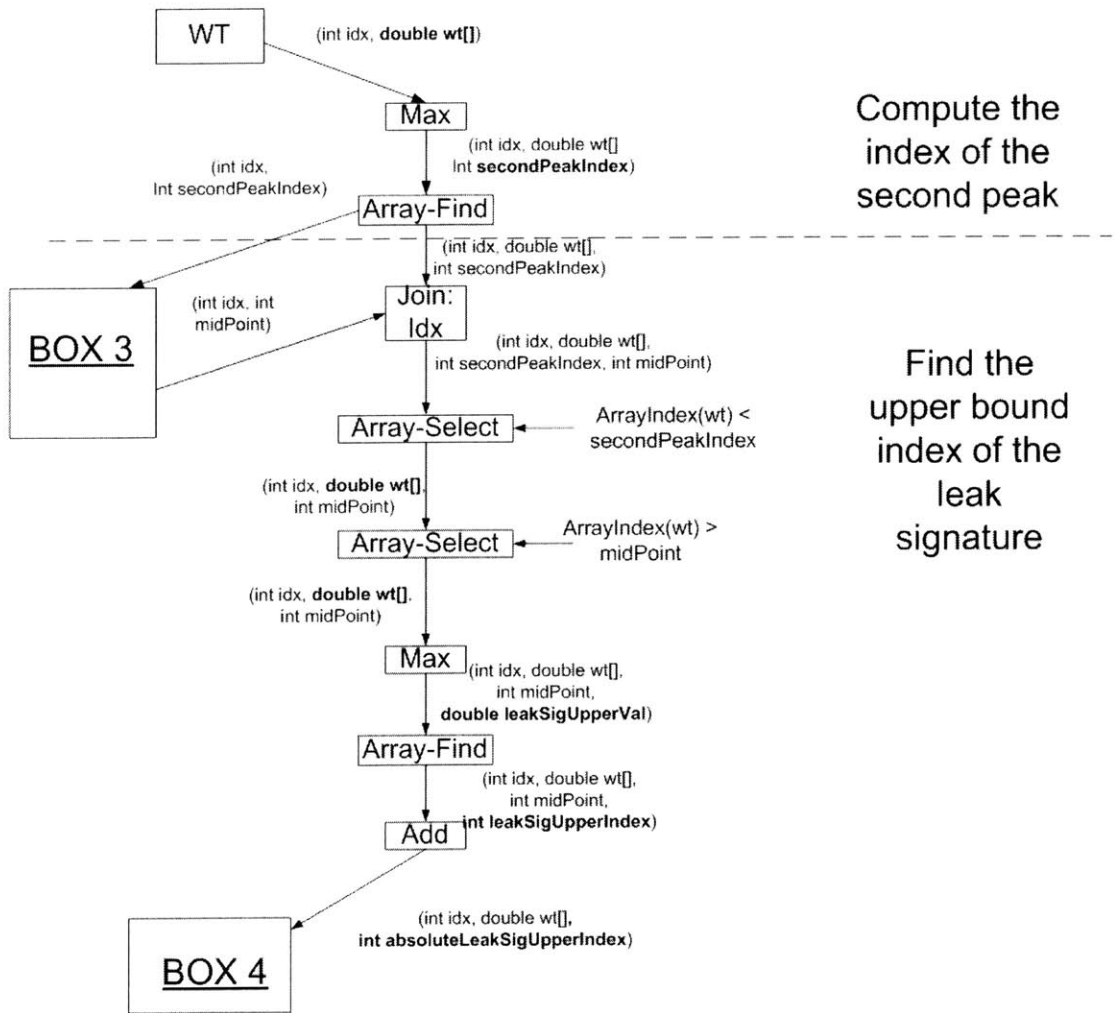 WT
(int idx, double wt[])
Max
(int idx, double wt[]
Int secondPeakIndex)
(int idx,
Int secondPeakIndex)
Array-Find
Compute the
index of the
second peak
(int idx, double wt[],
int secondPeakIndex)
BOX 3
(int idx, int
midPoint)
Join:
Idx
(int idx, double wt[],
int secondPeakIndex, int midPoint)
Array-Select
ArrayIndex(wt) <
secondPeakIndex
(int idx, double wt[],
int midPoint)
Array-Select
ArrayIndex(wt) >
midPoint
Find the
upper bound
index of the
leak
signature
(int idx, double wt[],
int midPoint)
Max
(int idx, double wt[],
int midPoint,
double leakSigUpperVal)
Array-Find
(int idx, double wt[],
int midPoint,
int leakSigUpperIndex)
Add
(int idx, double wt[],
int absoluteLeakSigUpperIndex)
BOX 4